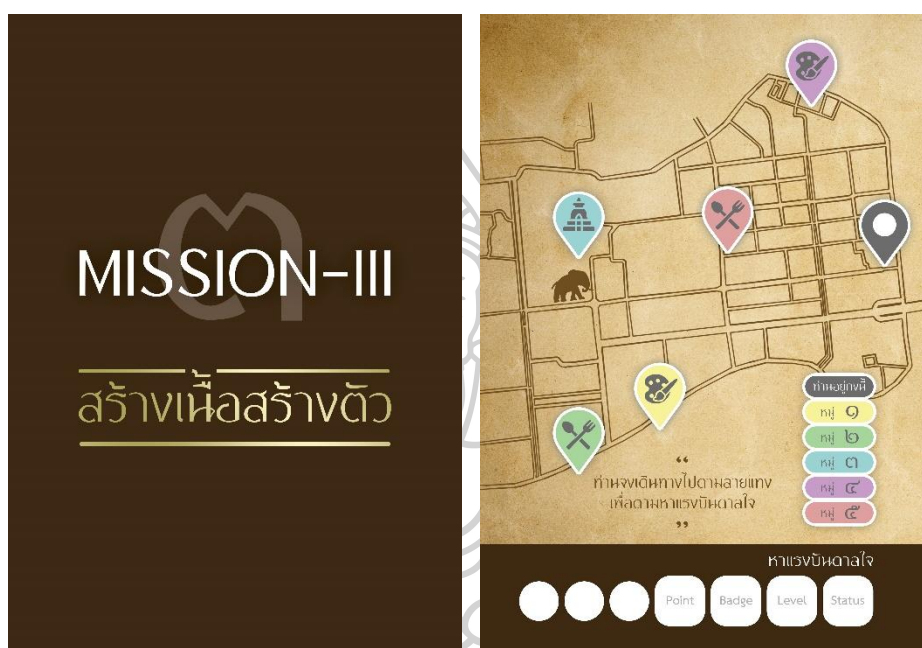 ๓
MISSION-III
สร้างเนื้อสร้างตัว
ท่านอยู่ทงนี้
หมู่ ๑
หมู่ ๒
หมู่ ๓
หมู่ ๔
หมู่ ๕
“
ท่านจงเดินทางไปตามลายแทง
เพื่อตามหาแรงบันดาลใจ
”
หาแรงบันดาลใจ
Point Badge Level Status